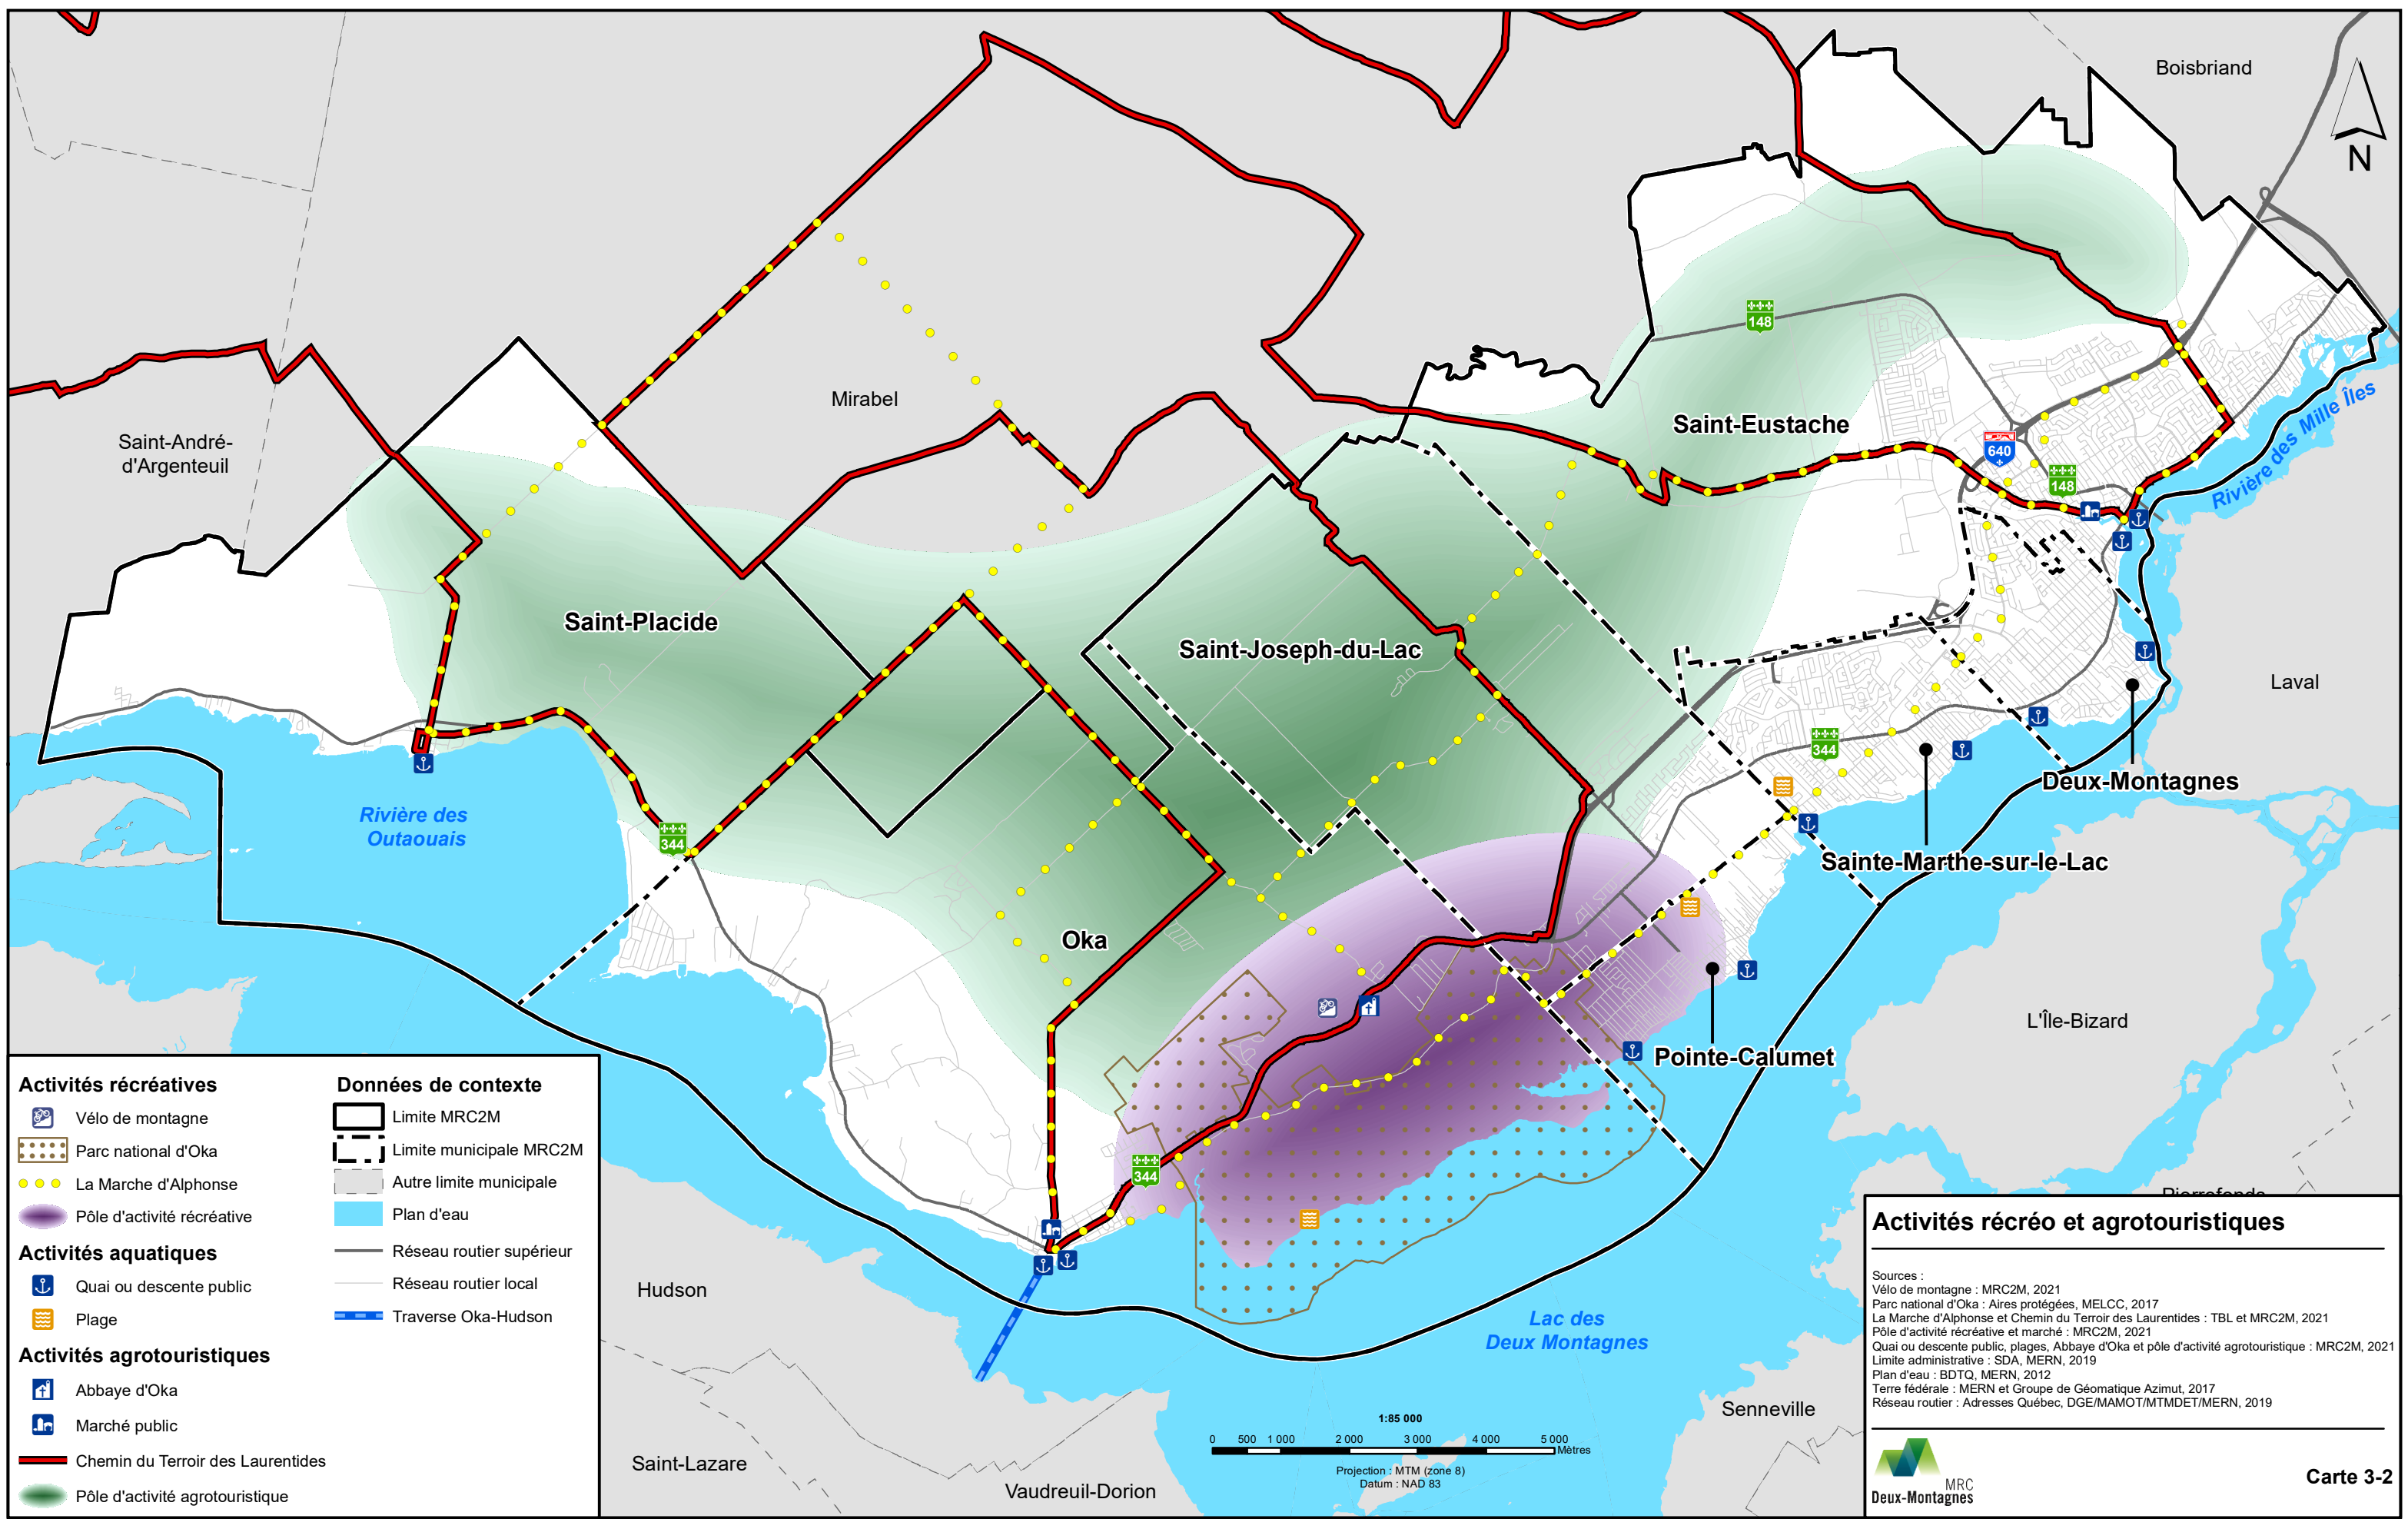 Boisbriand
N
148
Mirabel
Saint-André-
d'Argenteuil
Saint-Eustache
640
148
Rivière des Mille Îles
Saint-Placide
Saint-Joseph-du-Lac
Laval
344
Deux-Montagnes
Rivière des
Outaouais
344
Sainte-Marthe-sur-le-Lac
Oka
L'Île-Bizard
Pointe-Calumet
344
Hudson
Lac des
Deux Montagnes
Senneville
Saint-Lazare
Vaudreuil-Dorion
1:85 000
0 500 1 000 2 000 3 000 4 000 5 000
Mètres
Projection : MTM (zone 8)
Datum : NAD 83
Activités récréatives
Vélo de montagne
Parc national d'Oka
La Marche d'Alphonse
Pôle d'activité récréative
Activités aquatiques
Quai ou descente public
Plage
Activités agrotouristiques
Abbaye d'Oka
Marché public
Chemin du Terroir des Laurentides
Pôle d'activité agrotouristique
Données de contexte
Limite MRC2M
Limite municipale MRC2M
Autre limite municipale
Plan d'eau
Réseau routier supérieur
Réseau routier local
Traverse Oka-Hudson
Activités récréo et agrotouristiques
Sources :
Vélo de montagne : MRC2M, 2021
Parc national d'Oka : Aires protégées, MELCC, 2017
La Marche d'Alphonse et Chemin du Terroir des Laurentides : TBL et MRC2M, 2021
Pôle d'activité récréative et marché : MRC2M, 2021
Quai ou descente public, plages, Abbaye d'Oka et pôle d'activité agrotouristique : MRC2M, 2021
Limite administrative : SDA, MERN, 2019
Plan d'eau : BDTQ, MERN, 2012
Terre fédérale : MERN et Groupe de Géomatique Azimut, 2017
Réseau routier : Adresses Québec, DGE/MAMOT/MTMDET/MERN, 2019
MRC
Deux-Montagnes
Carte 3-2